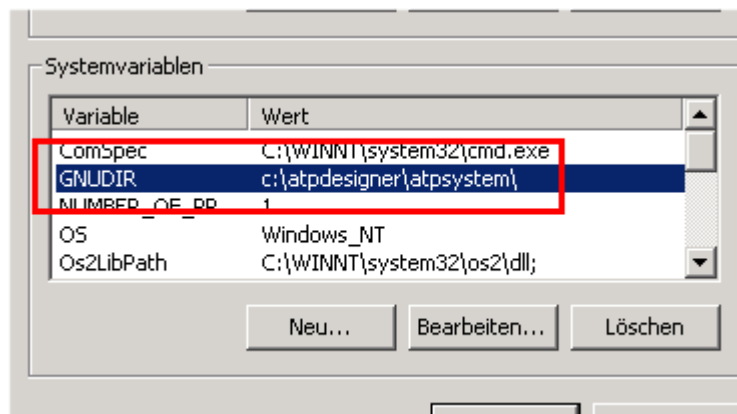 Systemvariablen
Variable Wert
ComSpec C:\WINNT\system32\cmd.exe
GNUDIR c:\atpdesigner\atpsystem\
NUMBER_OF_PR... 1
OS Windows_NT
Os2LibPath C:\WINNT\system32\os2\dll;
Neu... Bearbeiten... Löschen